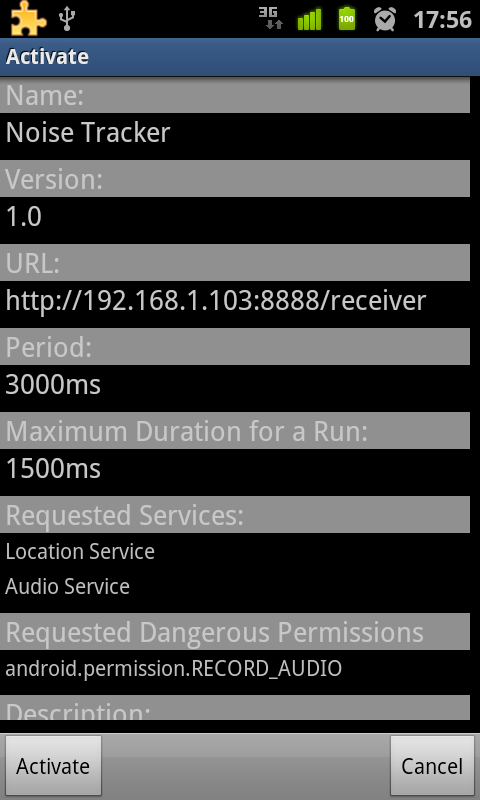 3G 100 17:56
Activate
Name:
Noise Tracker
Version:
1.0
URL:
http://192.168.1.103:8888/receiver
Period:
3000ms
Maximum Duration for a Run:
1500ms
Requested Services:
Location Service
Audio Service
Requested Dangerous Permissions
android.permission.RECORD_AUDIO
Description:
Activate Cancel